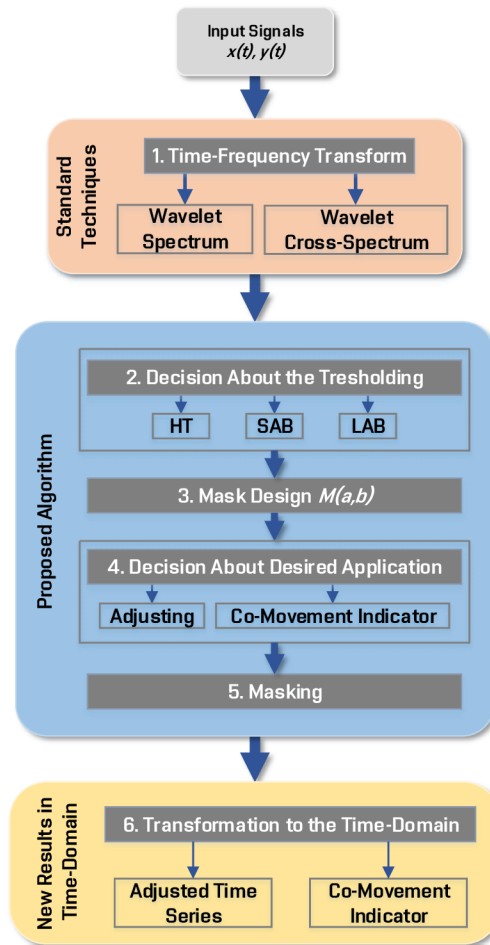 Input Signals
x(t), y(t)
Standard
Techniques
1. Time-Frequency Transform
Wavelet
Spectrum
Wavelet
Cross-Spectrum
Proposed Algorithm
2. Decision About the Tresholding
HT
SAB
LAB
3. Mask Design M(a,b)
4. Decision About Desired Application
Adjusting
Co-Movement Indicator
5. Masking
New Results in
Time-Domain
6. Transformation to the Time-Domain
Adjusted Time
Series
Co-Movement
Indicator